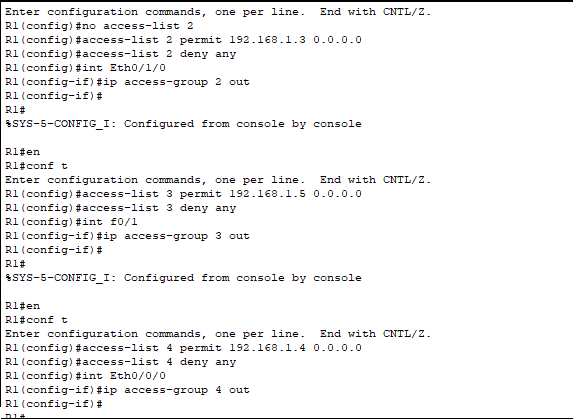 Enter configuration commands, one per line.  End with CNTL/Z.
R1(config)#no access-list 2
R1(config)#access-list 2 permit 192.168.1.3 0.0.0.0
R1(config)#access-list 2 deny any
R1(config)#int Eth0/1/0
R1(config-if)#ip access-group 2 out
R1(config-if)#
R1#
%SYS-5-CONFIG_I: Configured from console by console
R1#en
R1#conf t
Enter configuration commands, one per line.  End with CNTL/Z.
R1(config)#access-list 3 permit 192.168.1.5 0.0.0.0
R1(config)#access-list 3 deny any
R1(config)#int f0/1
R1(config-if)#ip access-group 3 out
R1(config-if)#
R1#
%SYS-5-CONFIG_I: Configured from console by console
R1#en
R1#conf t
Enter configuration commands, one per line.  End with CNTL/Z.
R1(config)#access-list 4 permit 192.168.1.4 0.0.0.0
R1(config)#access-list 4 deny any
R1(config)#int Eth0/0/0
R1(config-if)#ip access-group 4 out
R1(config-if)#
R1#